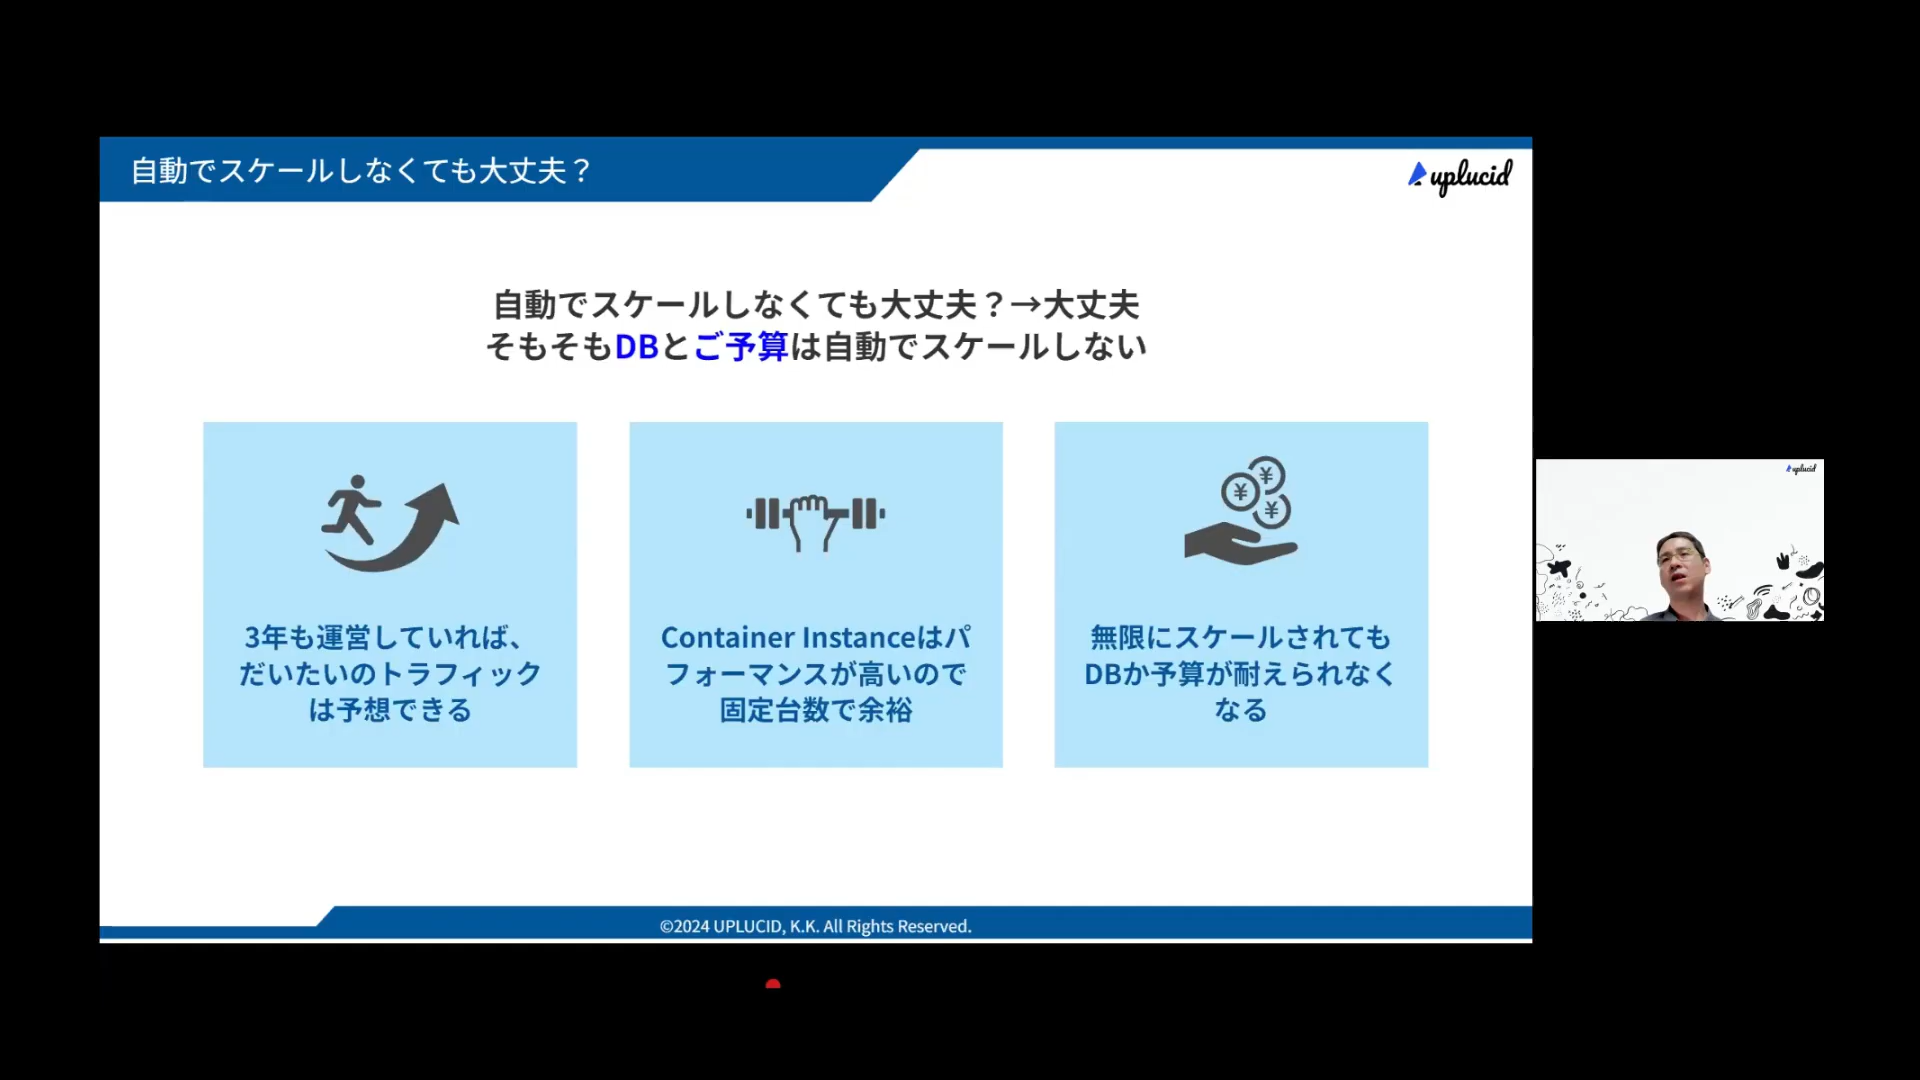 自動でスケールしなくても大丈夫？
uplucid
自動でスケールしなくても大丈夫？→大丈夫
そもそもDBとご予算は自動でスケールしない
¥
¥
¥
3年も運営していれば、
だいたいのトラフィック
は予想できる
Container Instanceはパ
フォーマンスが高いので
固定台数で余裕
無限にスケールされても
DBか予算が耐えられなく
なる
uplucid
©2024 UPLUCID, K.K. All Rights Reserved.